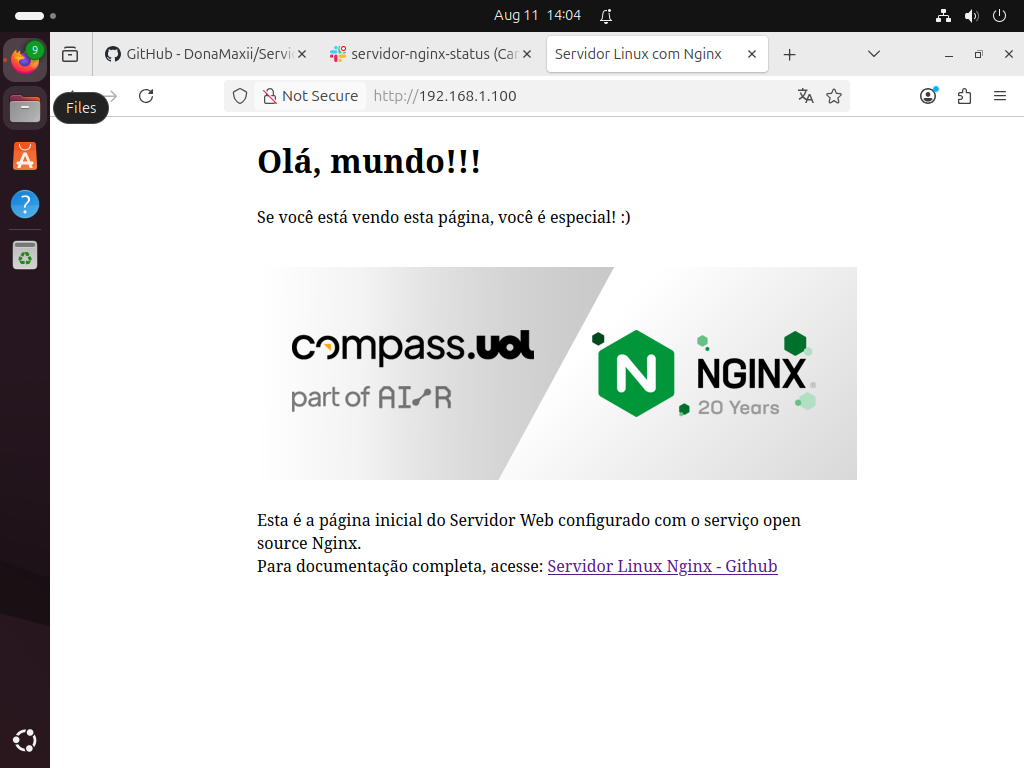 Aug 11 14:04
9
GitHub - DonaMaxii/Servi
servidor-nginx-status (Car
Servidor Linux com Nginx
Files
Not Secure
http://192.168.1.100
Olá, mundo!!!
Se você está vendo esta página, você é especial! :)
compass.uol
part of AI/R
N
NGINX
20 Years
Esta é a página inicial do Servidor Web configurado com o serviço open
source Nginx.
Para documentação completa, acesse: Servidor Linux Nginx - Github